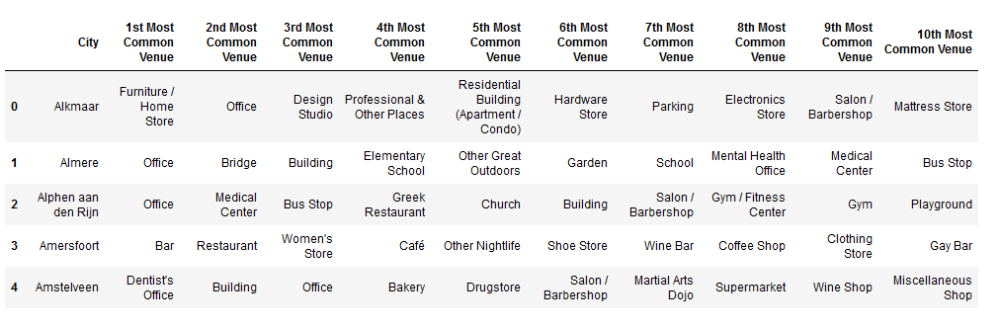 City 1st Most Common Venue 2nd Most Common Venue 3rd Most Common Venue 4th Most Common Venue 5th Most Common Venue 6th Most Common Venue 7th Most Common Venue 8th Most Common Venue 9th Most Common Venue 10th Most Common Venue
0 Alkmaar Furniture / Home Store Office Design Studio Professional & Other Places Residential Building (Apartment / Condo) Hardware Store Parking Electronics Store Salon / Barbershop Mattress Store
1 Almere Office Bridge Building Elementary School Other Great Outdoors Garden School Mental Health Office Medical Center Bus Stop
2 Alphen aan den Rijn Office Medical Center Bus Stop Greek Restaurant Church Building Salon / Barbershop Gym / Fitness Center Gym Playground
3 Amersfoort Bar Restaurant Women's Store Café Other Nightlife Shoe Store Wine Bar Coffee Shop Clothing Store Gay Bar
4 Amstelveen Dentist's Office Building Office Bakery Drugstore Salon / Barbershop Martial Arts Dojo Supermarket Wine Shop Miscellaneous Shop